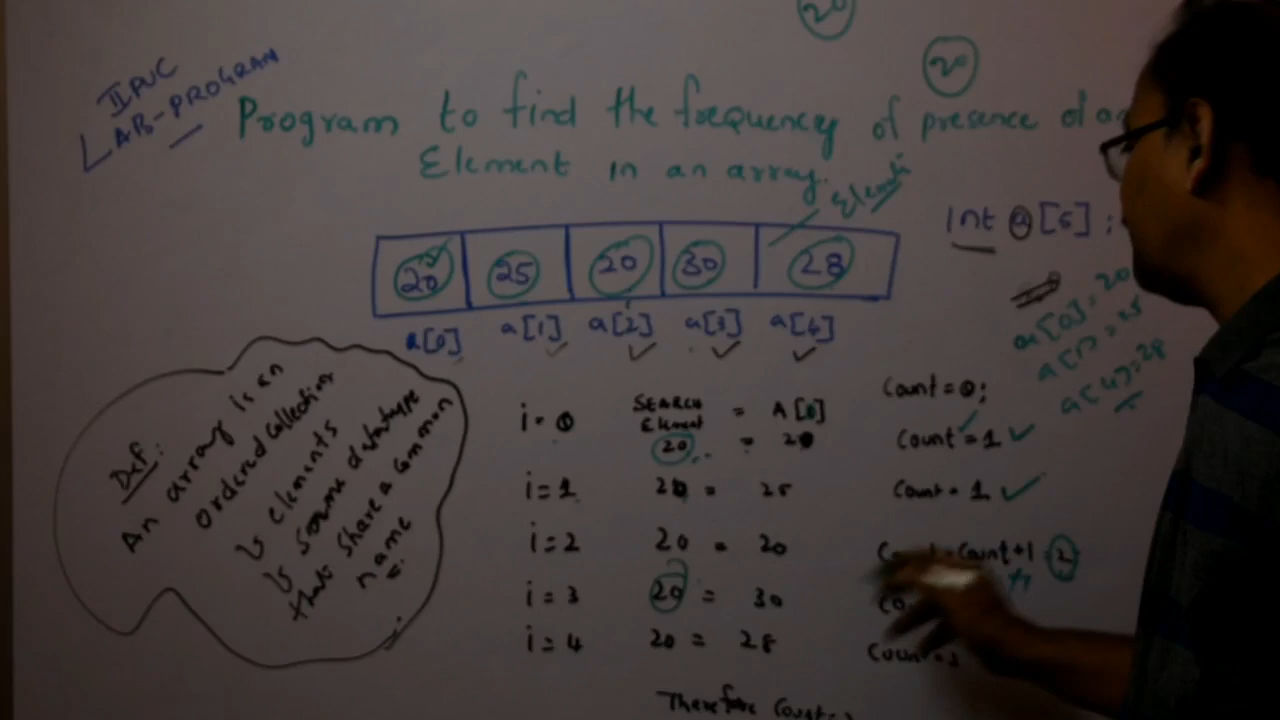 20
20
II PUC
LAB-PROGRAM
Program to find the frequency of presence of an
Element in an array.
Element
int a[5];
20 25 20 30 28
a[0] a[1] a[2] a[3] a[4]
a[0]=20
a[1]=25
a[4]=28
Def:
An array is an
ordered collection
elements
same datatype
that share a common
name
Count=0;
i=0 SEARCH Element = A[0]
20 = 20 Count=1
i=1 20 = 25 Count=1
i=2 20 = 20 Count=Count+1 2
i=3 20 = 30
i=4 20 = 28 Count=2
Therefore Count=2